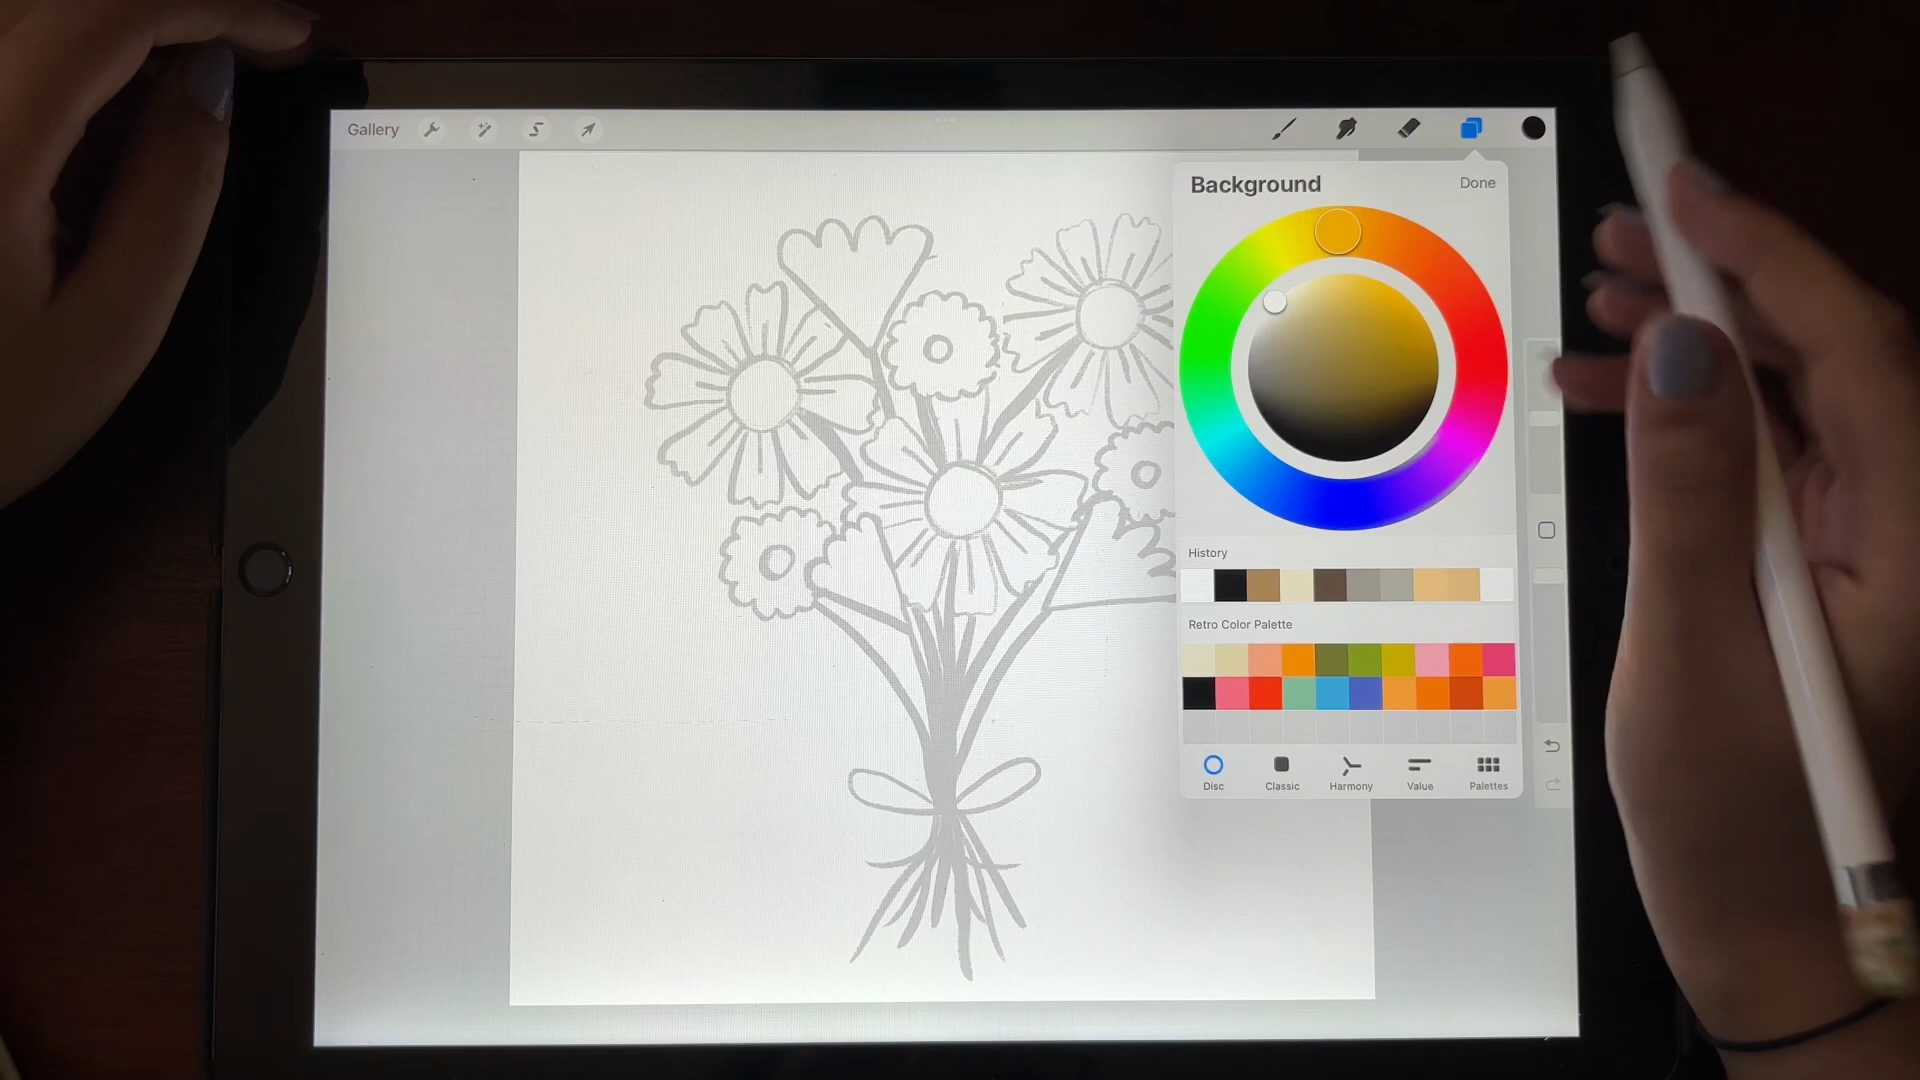 Gallery
Background
Done
History
Retro Color Palette
Disc
Classic
Harmony
Value
Palettes